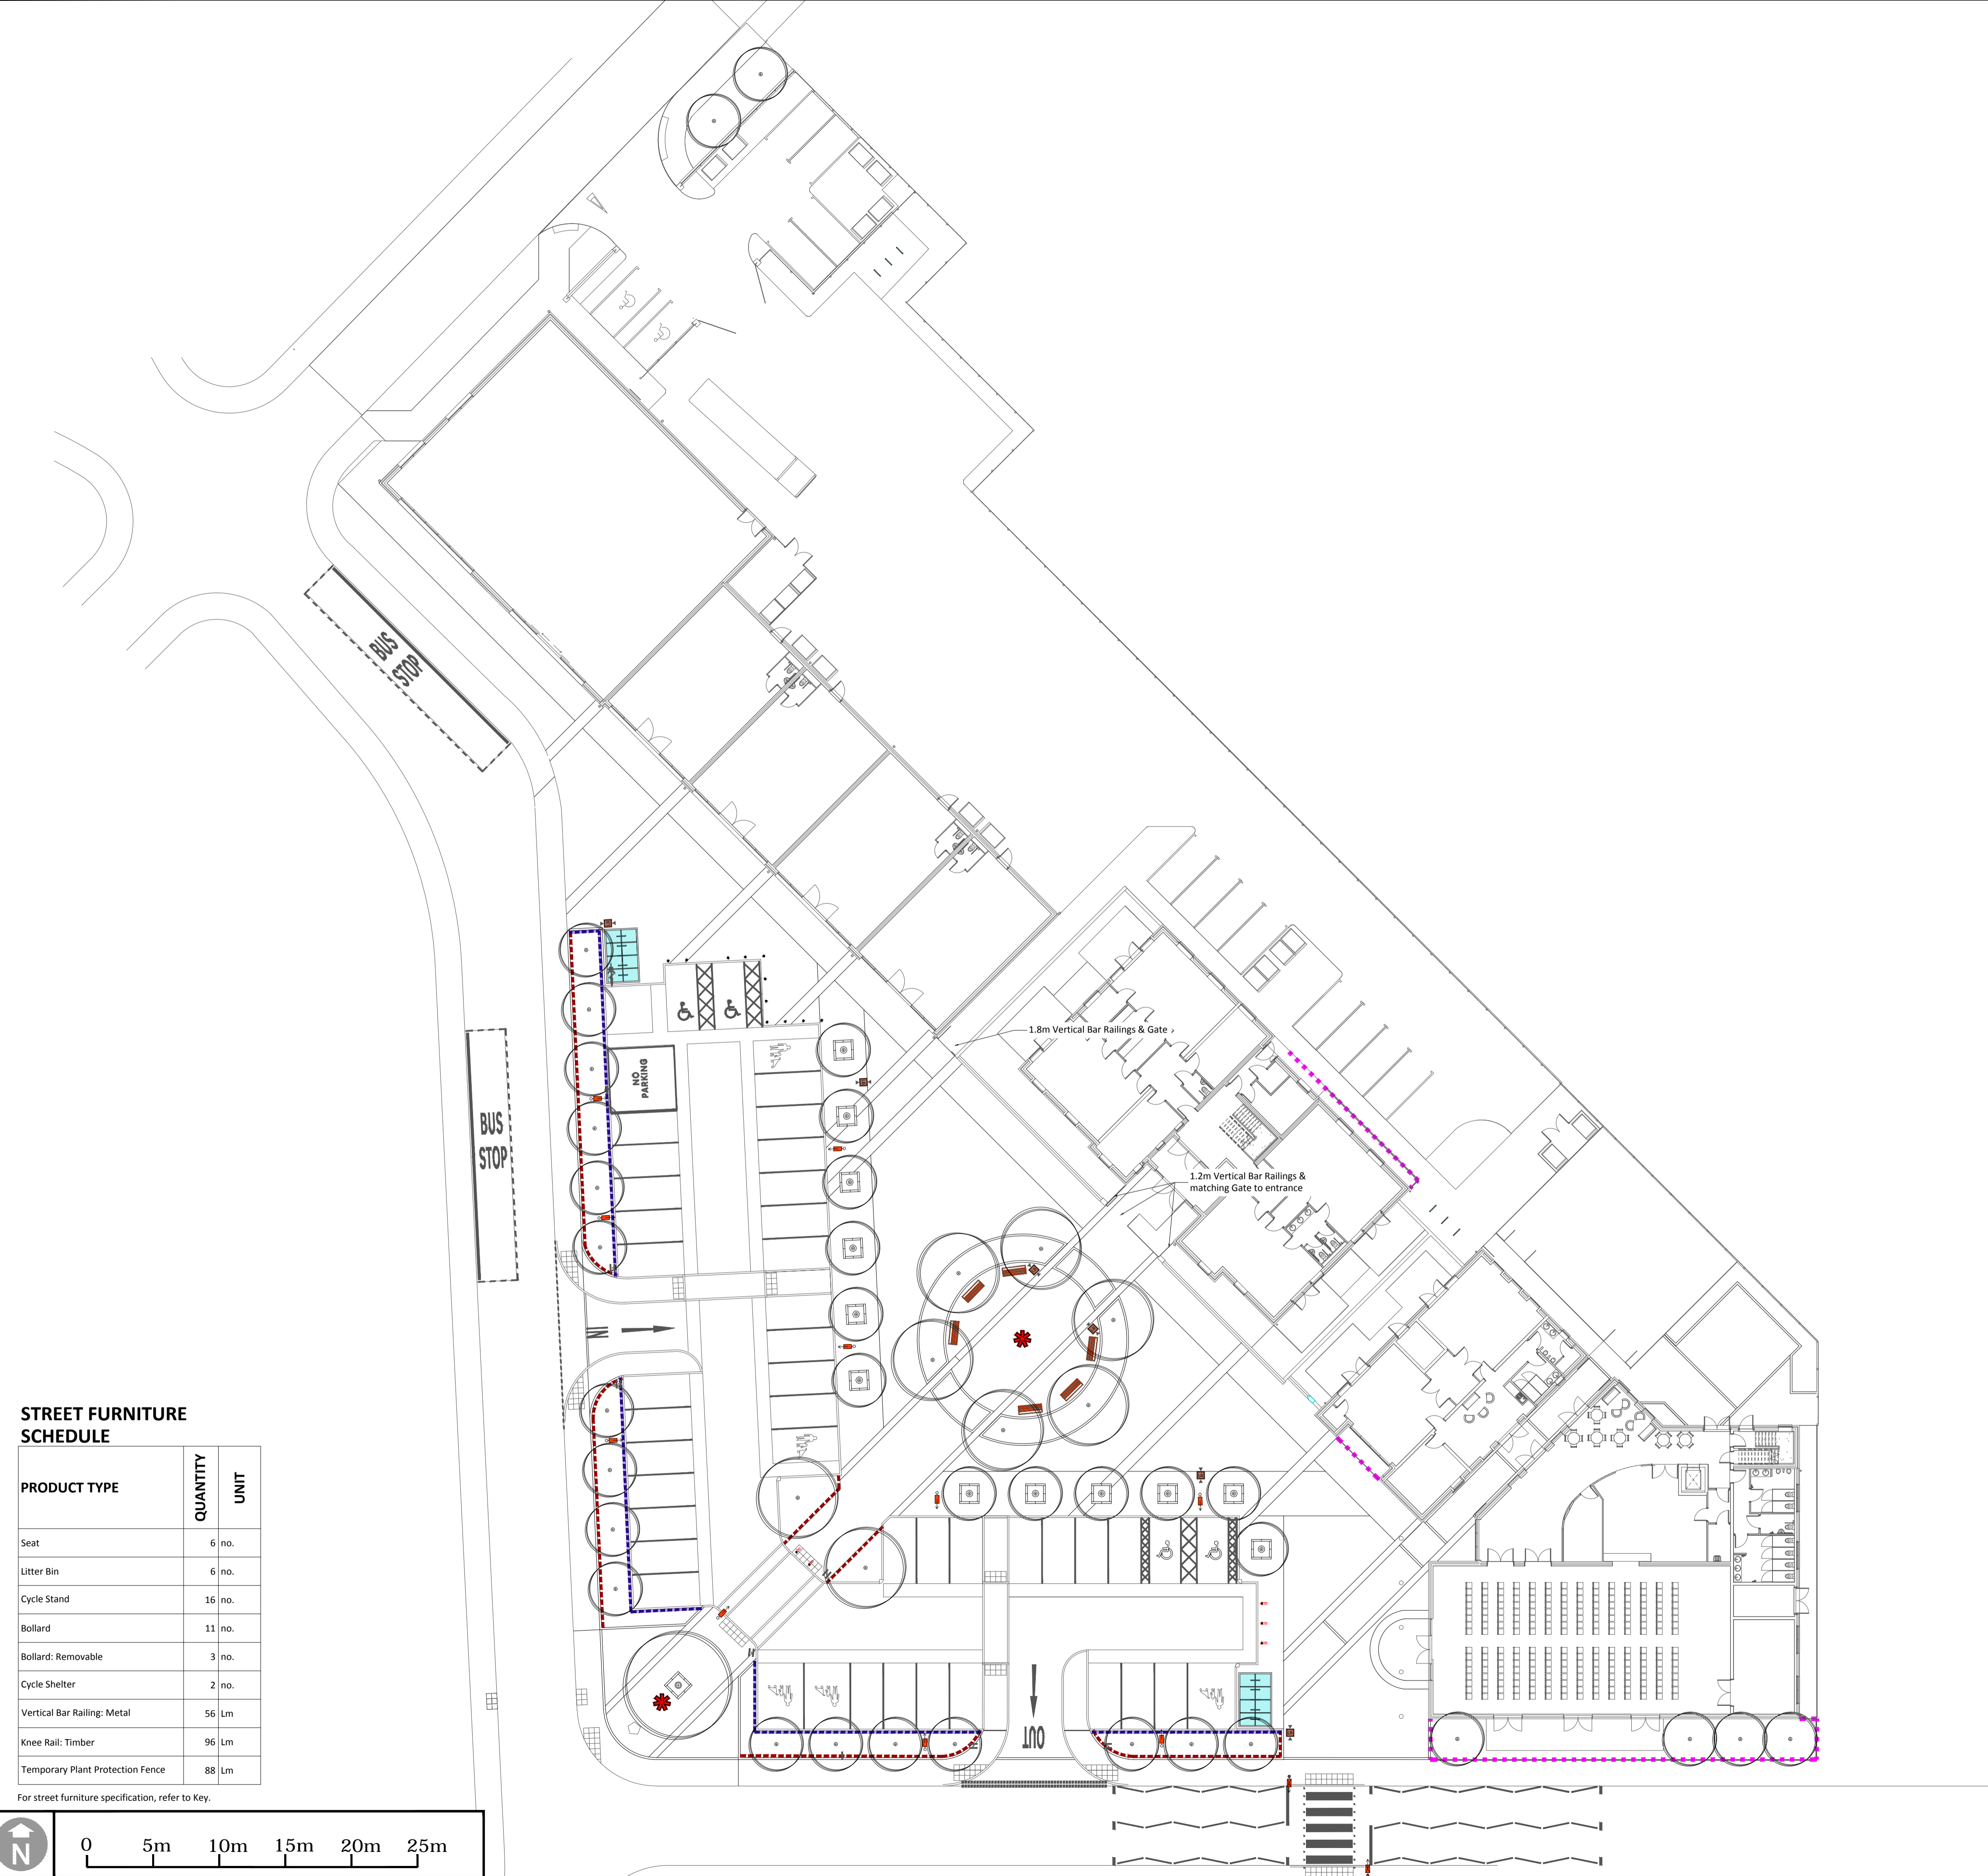 BUS
STOP
1.8m Vertical Bar Railings & Gate
NO
PARKING
BUS
STOP
1.2m Vertical Bar Railings &
matching Gate to entrance
IN
OUT
STREET FURNITURE
SCHEDULE
PRODUCT TYPE QUANTITY UNIT
Seat 6 no.
Litter Bin 6 no.
Cycle Stand 16 no.
Bollard 11 no.
Bollard: Removable 3 no.
Cycle Shelter 2 no.
Vertical Bar Railing: Metal 56 Lm
Knee Rail: Timber 96 Lm
Temporary Plant Protection Fence 88 Lm
For street furniture specification, refer to Key.
N
0 5m 10m 15m 20m 25m